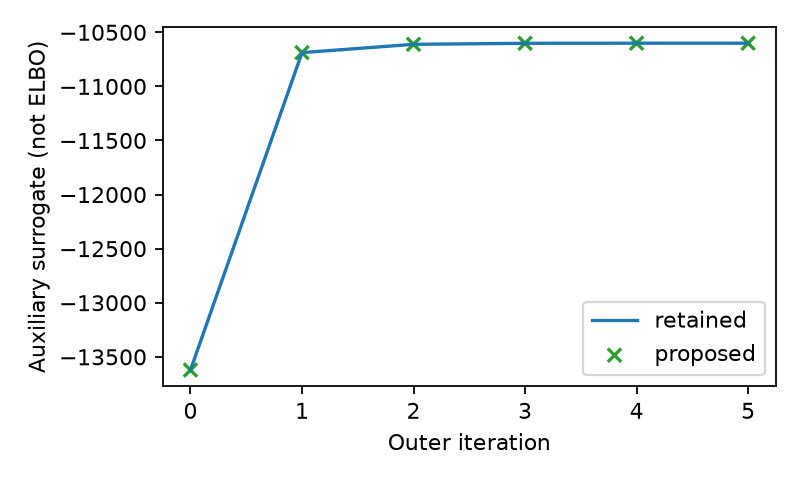 Auxiliary surrogate (not ELBO)
−10500
−11000
−11500
−12000
−12500
−13000
−13500
retained
proposed
0 1 2 3 4 5
Outer iteration